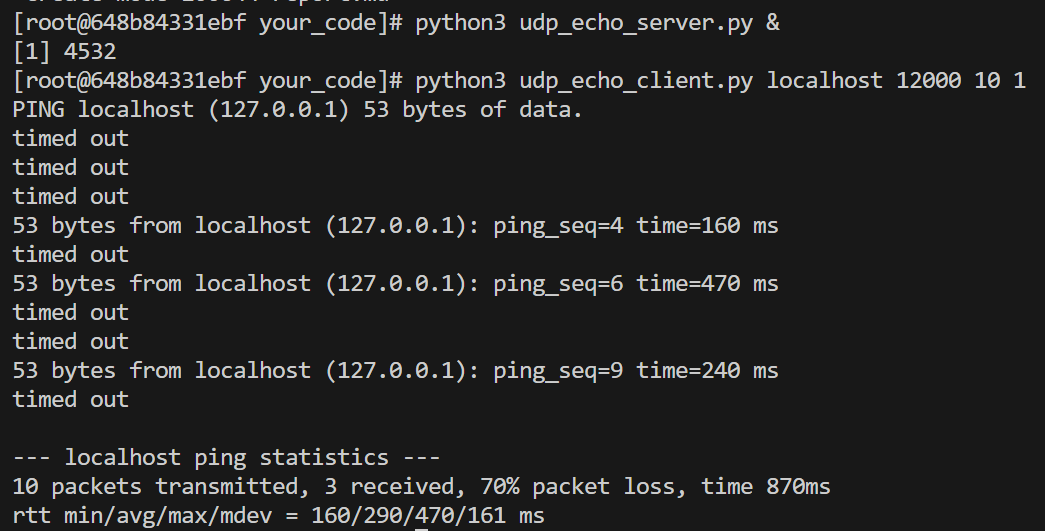 [root@648b84331ebf your_code]# python3 udp_echo_server.py &
[1] 4532
[root@648b84331ebf your_code]# python3 udp_echo_client.py localhost 12000 10 1
PING localhost (127.0.0.1) 53 bytes of data.
timed out
timed out
timed out
53 bytes from localhost (127.0.0.1): ping_seq=4 time=160 ms
timed out
53 bytes from localhost (127.0.0.1): ping_seq=6 time=470 ms
timed out
timed out
53 bytes from localhost (127.0.0.1): ping_seq=9 time=240 ms
timed out
--- localhost ping statistics ---
10 packets transmitted, 3 received, 70% packet loss, time 870ms
rtt min/avg/max/mdev = 160/290/470/161 ms